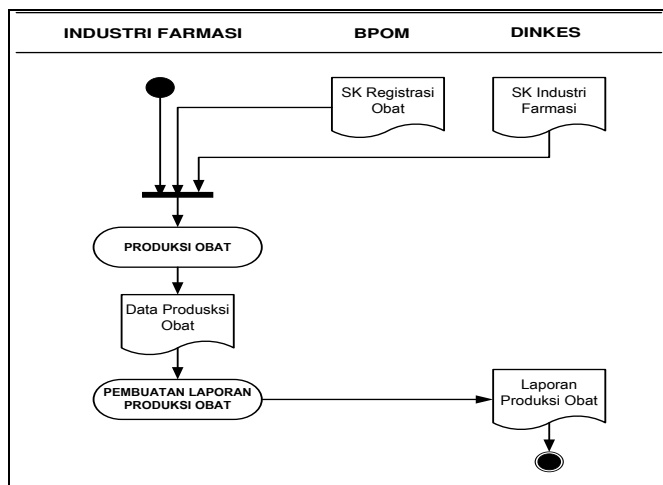 INDUSTRI FARMASI
BPOM
DINKES
SK Registrasi
Obat
SK Industri
Farmasi
PRODUKSI OBAT
Data Produsksi
Obat
PEMBUATAN LAPORAN
PRODUKSI OBAT
Laporan
Produksi Obat